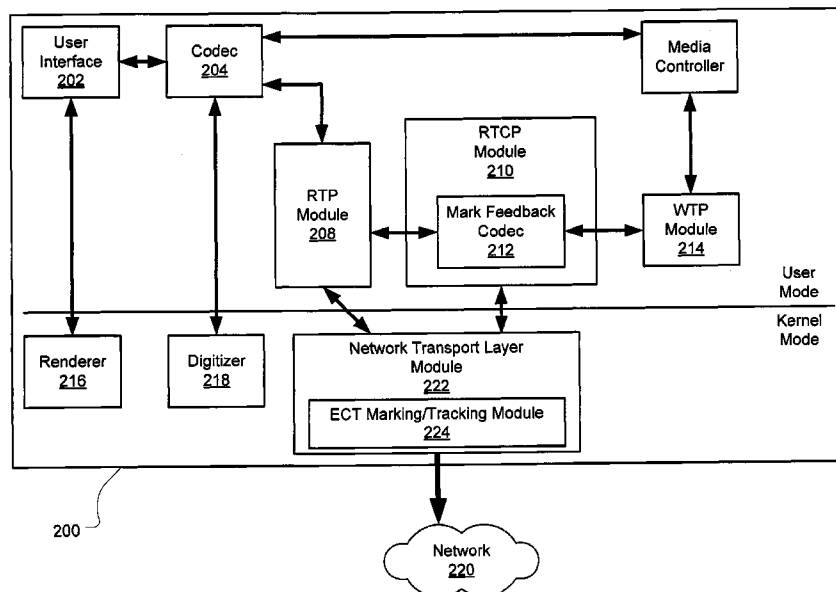 User
Interface
202
Codec
204
Media
Controller
RTP
Module
208
RTCP
Module
210
Mark Feedback
Codec
212
WTP
Module
214
User
Mode
Kernel
Mode
Renderer
216
Digitizer
218
Network Transport Layer
Module
222
ECT Marking/Tracking Module
224
200
Network
220